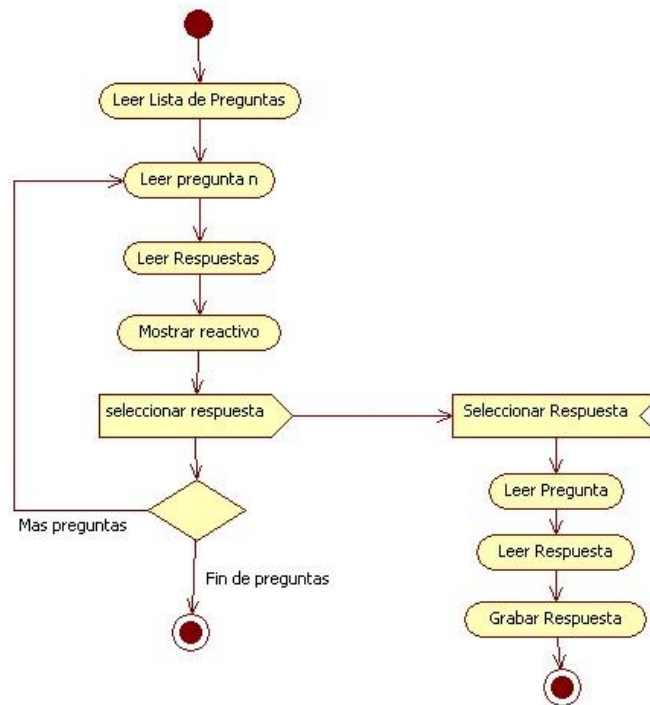 Leer Lista de Preguntas
Leer pregunta n
Leer Respuestas
Mostrar reactivo
seleccionar respuesta
Mas preguntas
Fin de preguntas
Seleccionar Respuesta
Leer Pregunta
Leer Respuesta
Grabar Respuesta